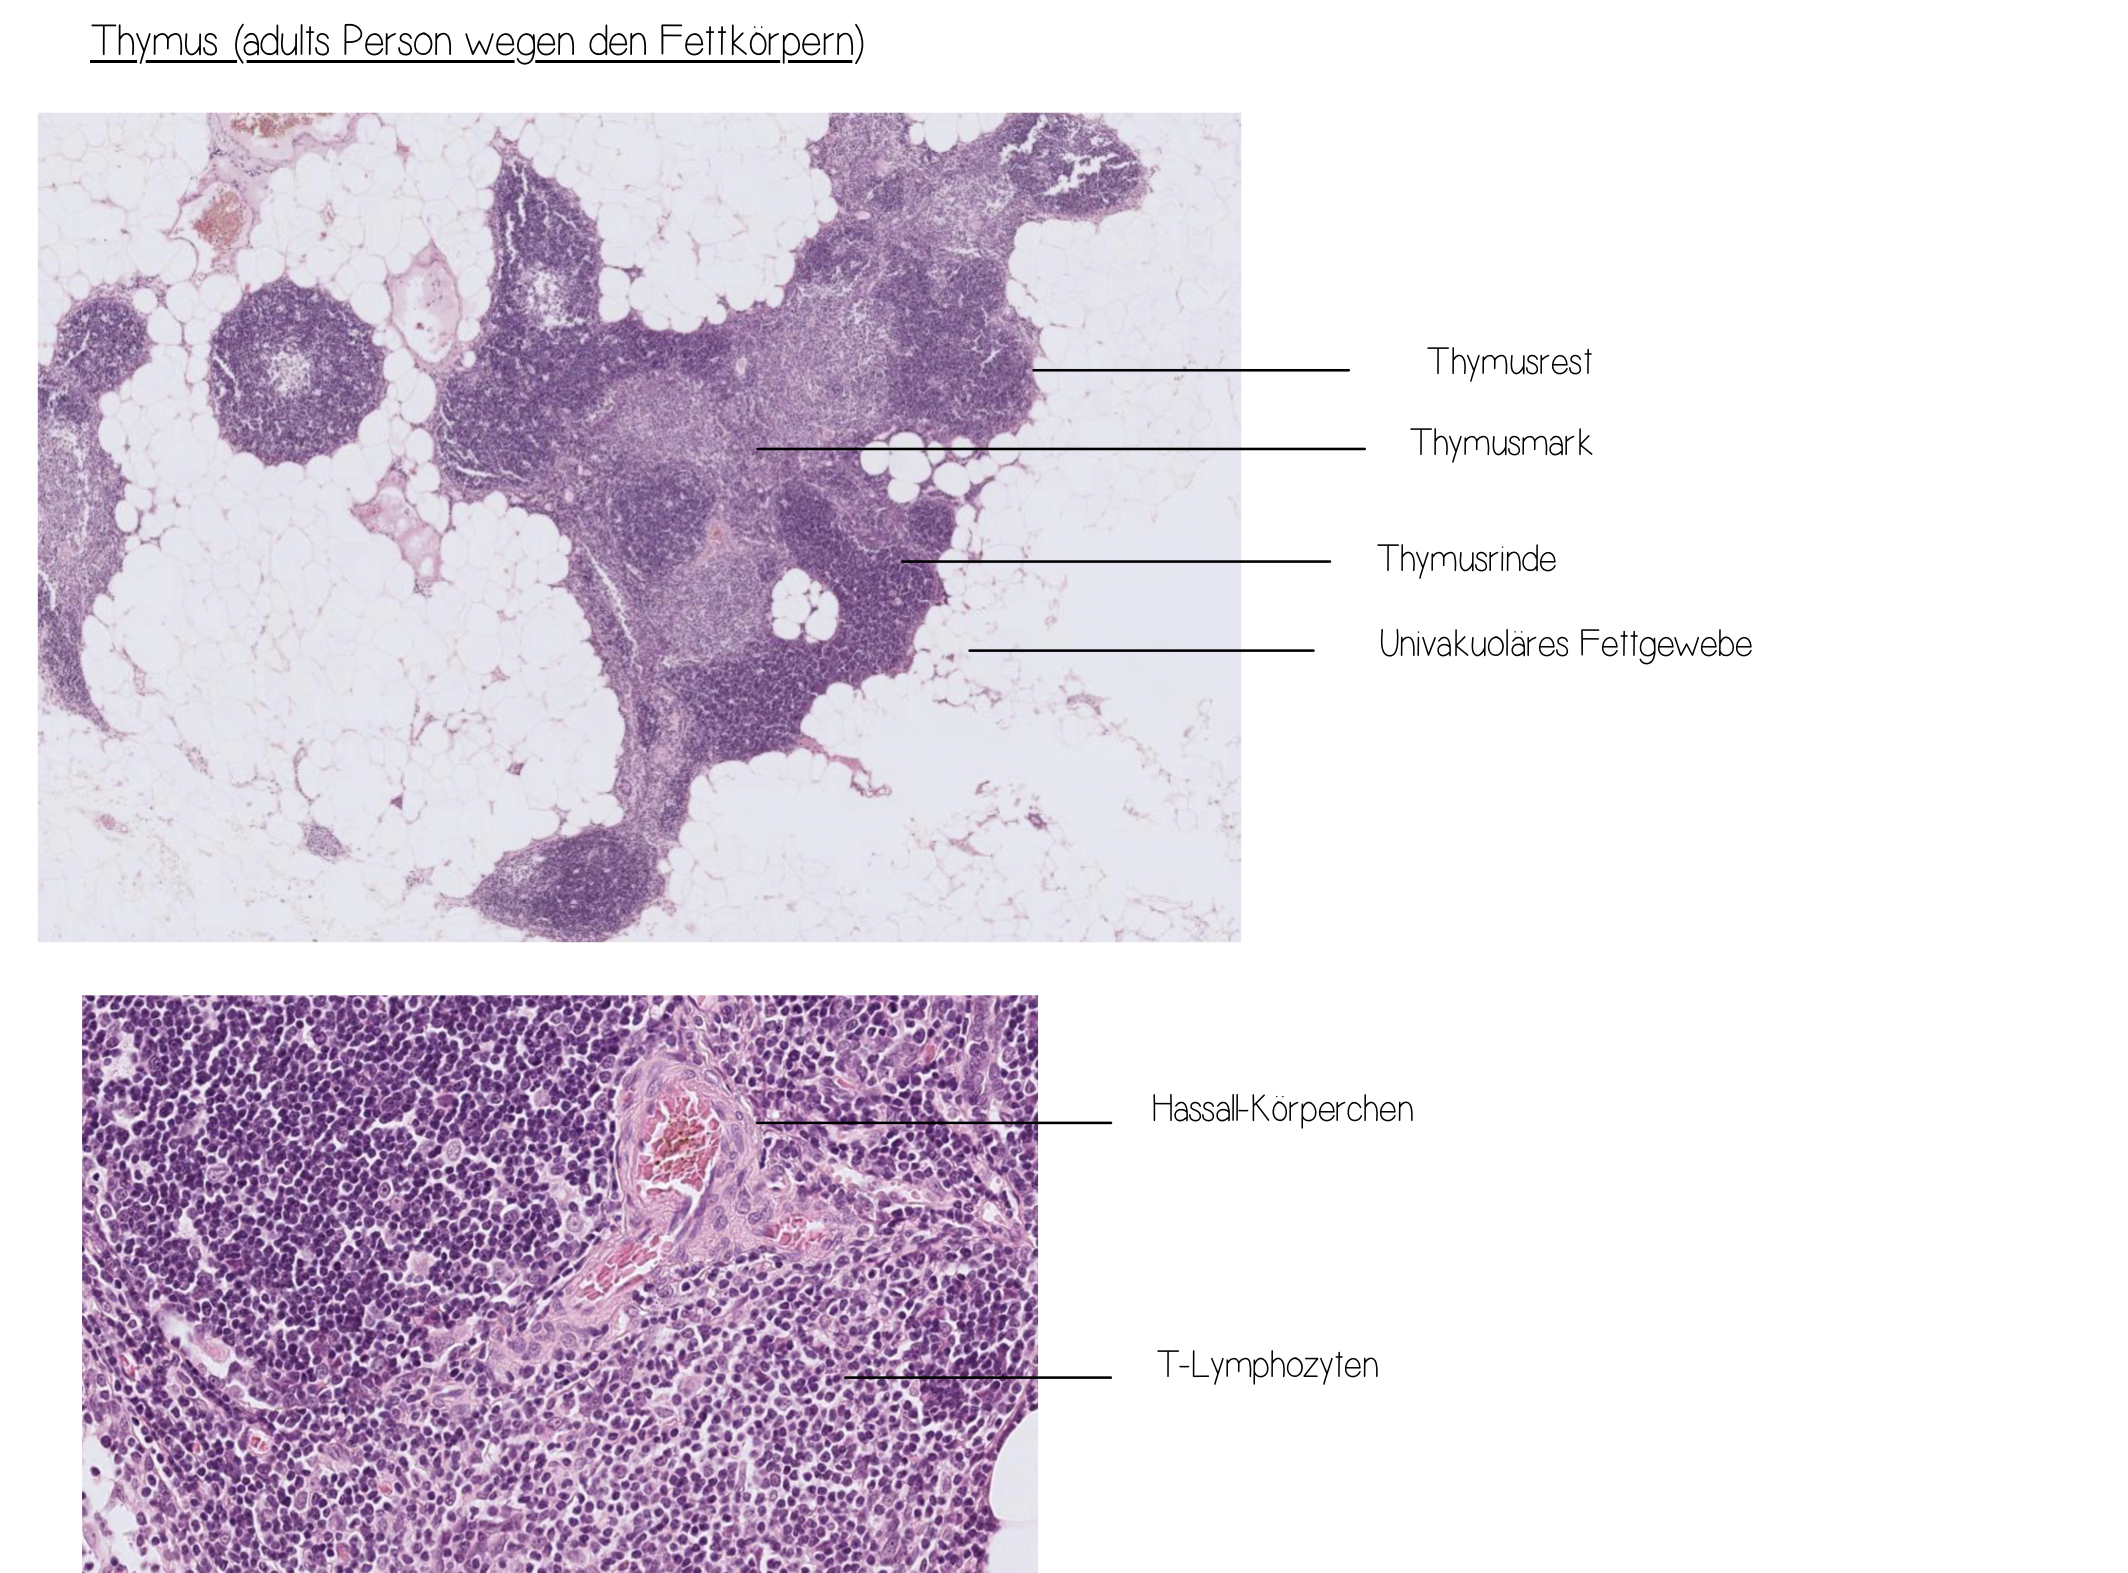 Thymus (adults Person wegen den Fettkörpern)
Thymusrest
Thymusmark
Thymusrinde
Univakuoläres Fettgewebe
Hassall-Körperchen
T-Lymphozyten